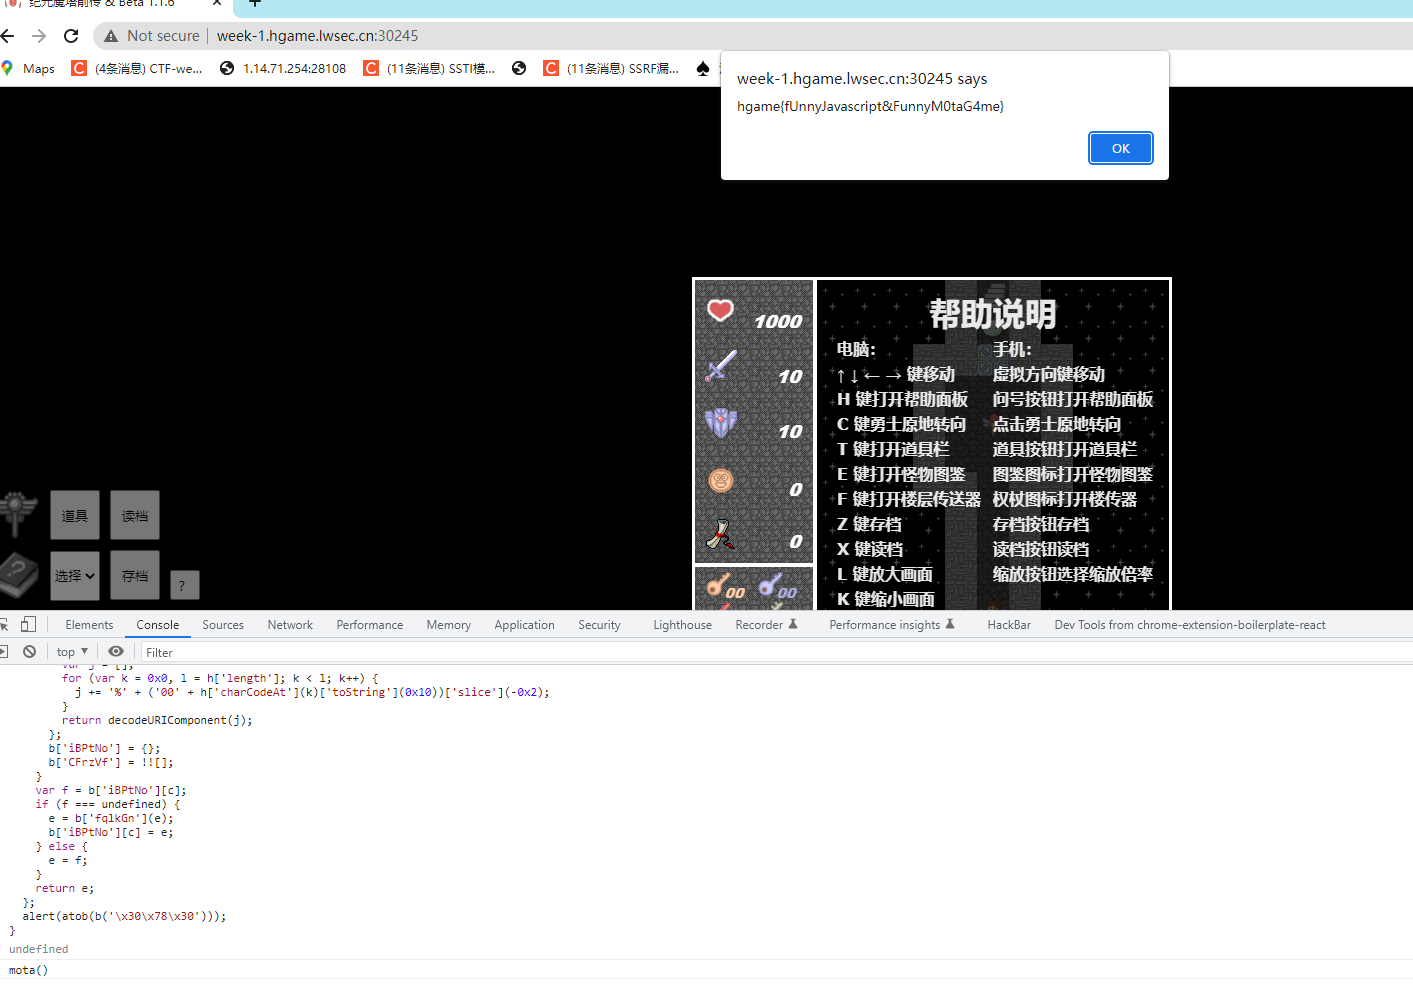 纪元魔塔前传 & Beta 1.1.6
Not secure | week-1.hgame.lwsec.cn:30245
Maps (4条消息) CTF-we... 1.14.71.254:28108 (11条消息) SSTI模... (11条消息) SSRF漏...
week-1.hgame.lwsec.cn:30245 says
hgame{fUnnyJavascript&FunnyM0taG4me}
OK
1000
10
10
0
0
00 00
帮助说明
电脑: 手机:
↑ ↓ ← → 键移动 虚拟方向键移动
H 键打开帮助面板 问号按钮打开帮助面板
C 键勇士原地转向 点击勇士原地转向
T 键打开道具栏 道具按钮打开道具栏
E 键打开怪物图鉴 图鉴图标打开怪物图鉴
F 键打开楼层传送器 权杖图标打开楼传器
Z 键存档 存档按钮存档
X 键读档 读档按钮读档
L 键放大画面 缩放按钮选择缩放倍率
K 键缩小画面
道具 读档
选择 存档 ?
Elements Console Sources Network Performance Memory Application Security Lighthouse Recorder Performance insights HackBar Dev Tools from chrome-extension-boilerplate-react
top Filter
var j = [];
for (var k = 0x0, l = h['length']; k < l; k++) {
j += '%' + ('00' + h['charCodeAt'](k)['toString'](0x10))['slice'](-0x2);
}
return decodeURIComponent(j);
};
b['iBPtNo'] = {};
b['CFrzVf'] = !![];
}
var f = b['iBPtNo'][c];
if (f === undefined) {
e = b['fqlkGn'](e);
b['iBPtNo'][c] = e;
} else {
e = f;
}
return e;
};
alert(atob(b('\x30\x78\x30')));
}
undefined
mota()